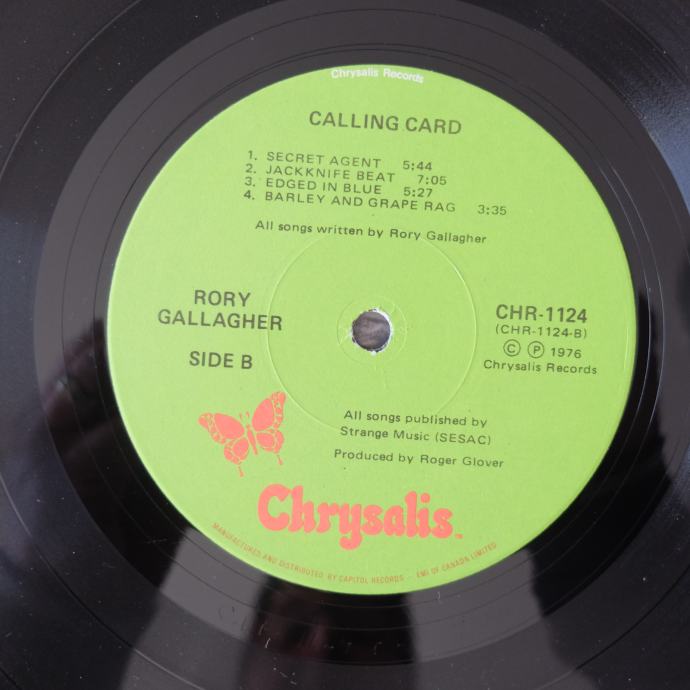 Chrysalis Records
CALLING CARD
1. SECRET AGENT 5:44
2. JACKKNIFE BEAT 7:05
3. EDGED IN BLUE 5:27
4. BARLEY AND GRAPE RAG 3:35
All songs written by Rory Gallagher
RORY
GALLAGHER
SIDE B
CHR-1124
(CHR-1124-B)
© ℗ 1976
Chrysalis Records
All songs published by
Strange Music (SESAC)
Produced by Roger Glover
Chrysalis™
MANUFACTURED AND DISTRIBUTED BY CAPITOL RECORDS - EMI OF CANADA LIMITED